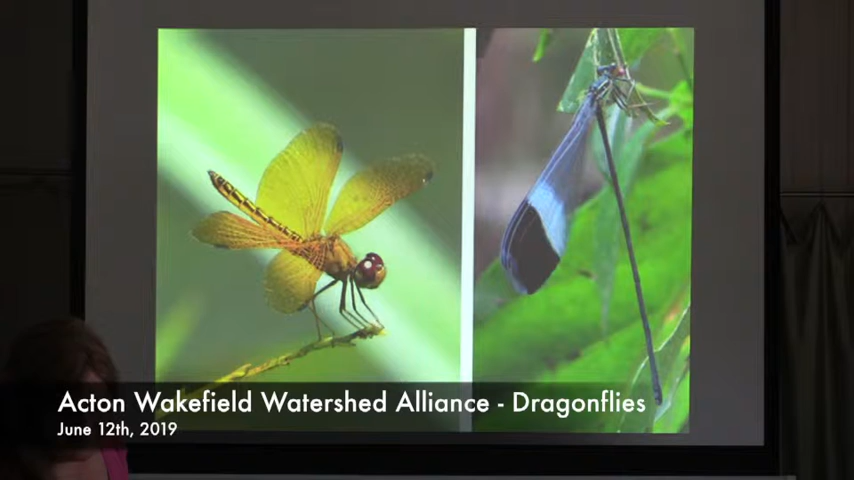 Acton Wakefield Watershed Alliance - Dragonflies
June 12th, 2019